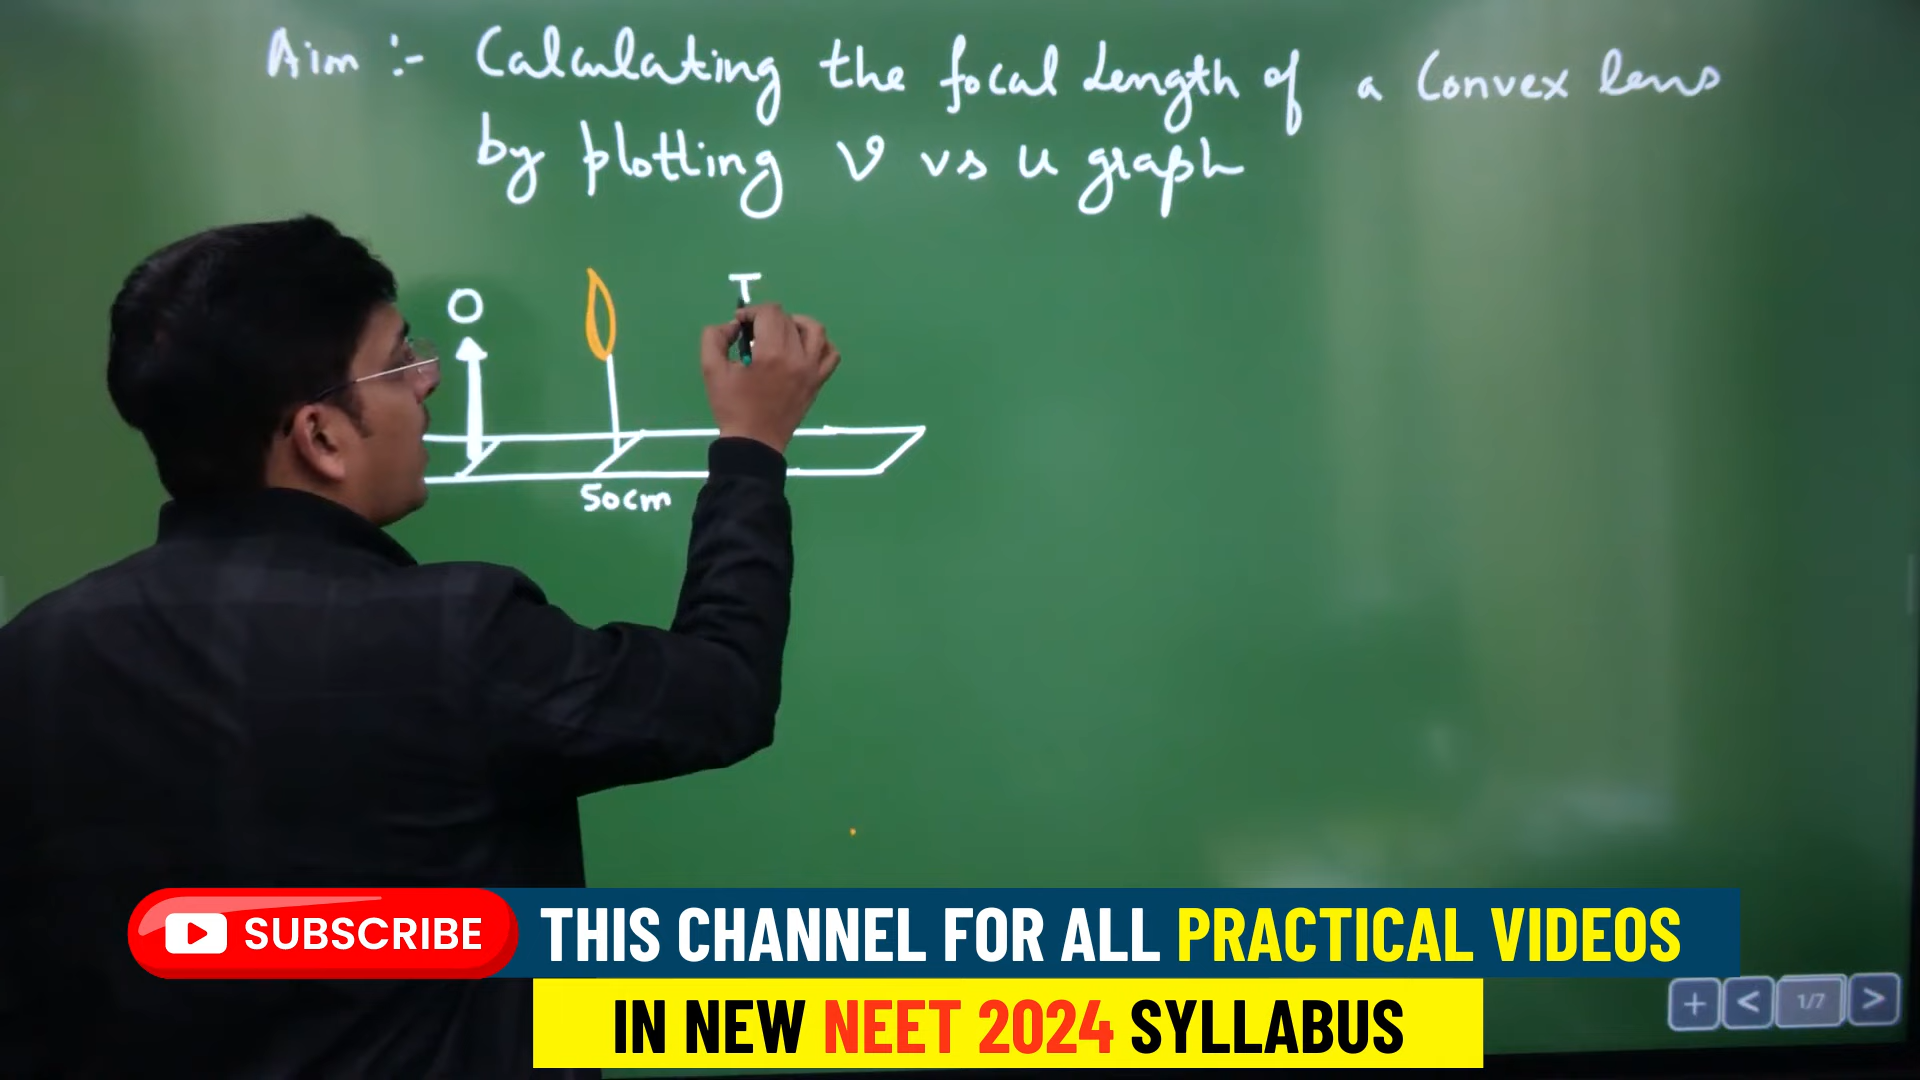 Aim :- Calculating the focal length of a Convex lens
by plotting v vs u graph
O
I
50cm
SUBSCRIBE THIS CHANNEL FOR ALL PRACTICAL VIDEOS
IN NEW NEET 2024 SYLLABUS
+ < 1/7 >